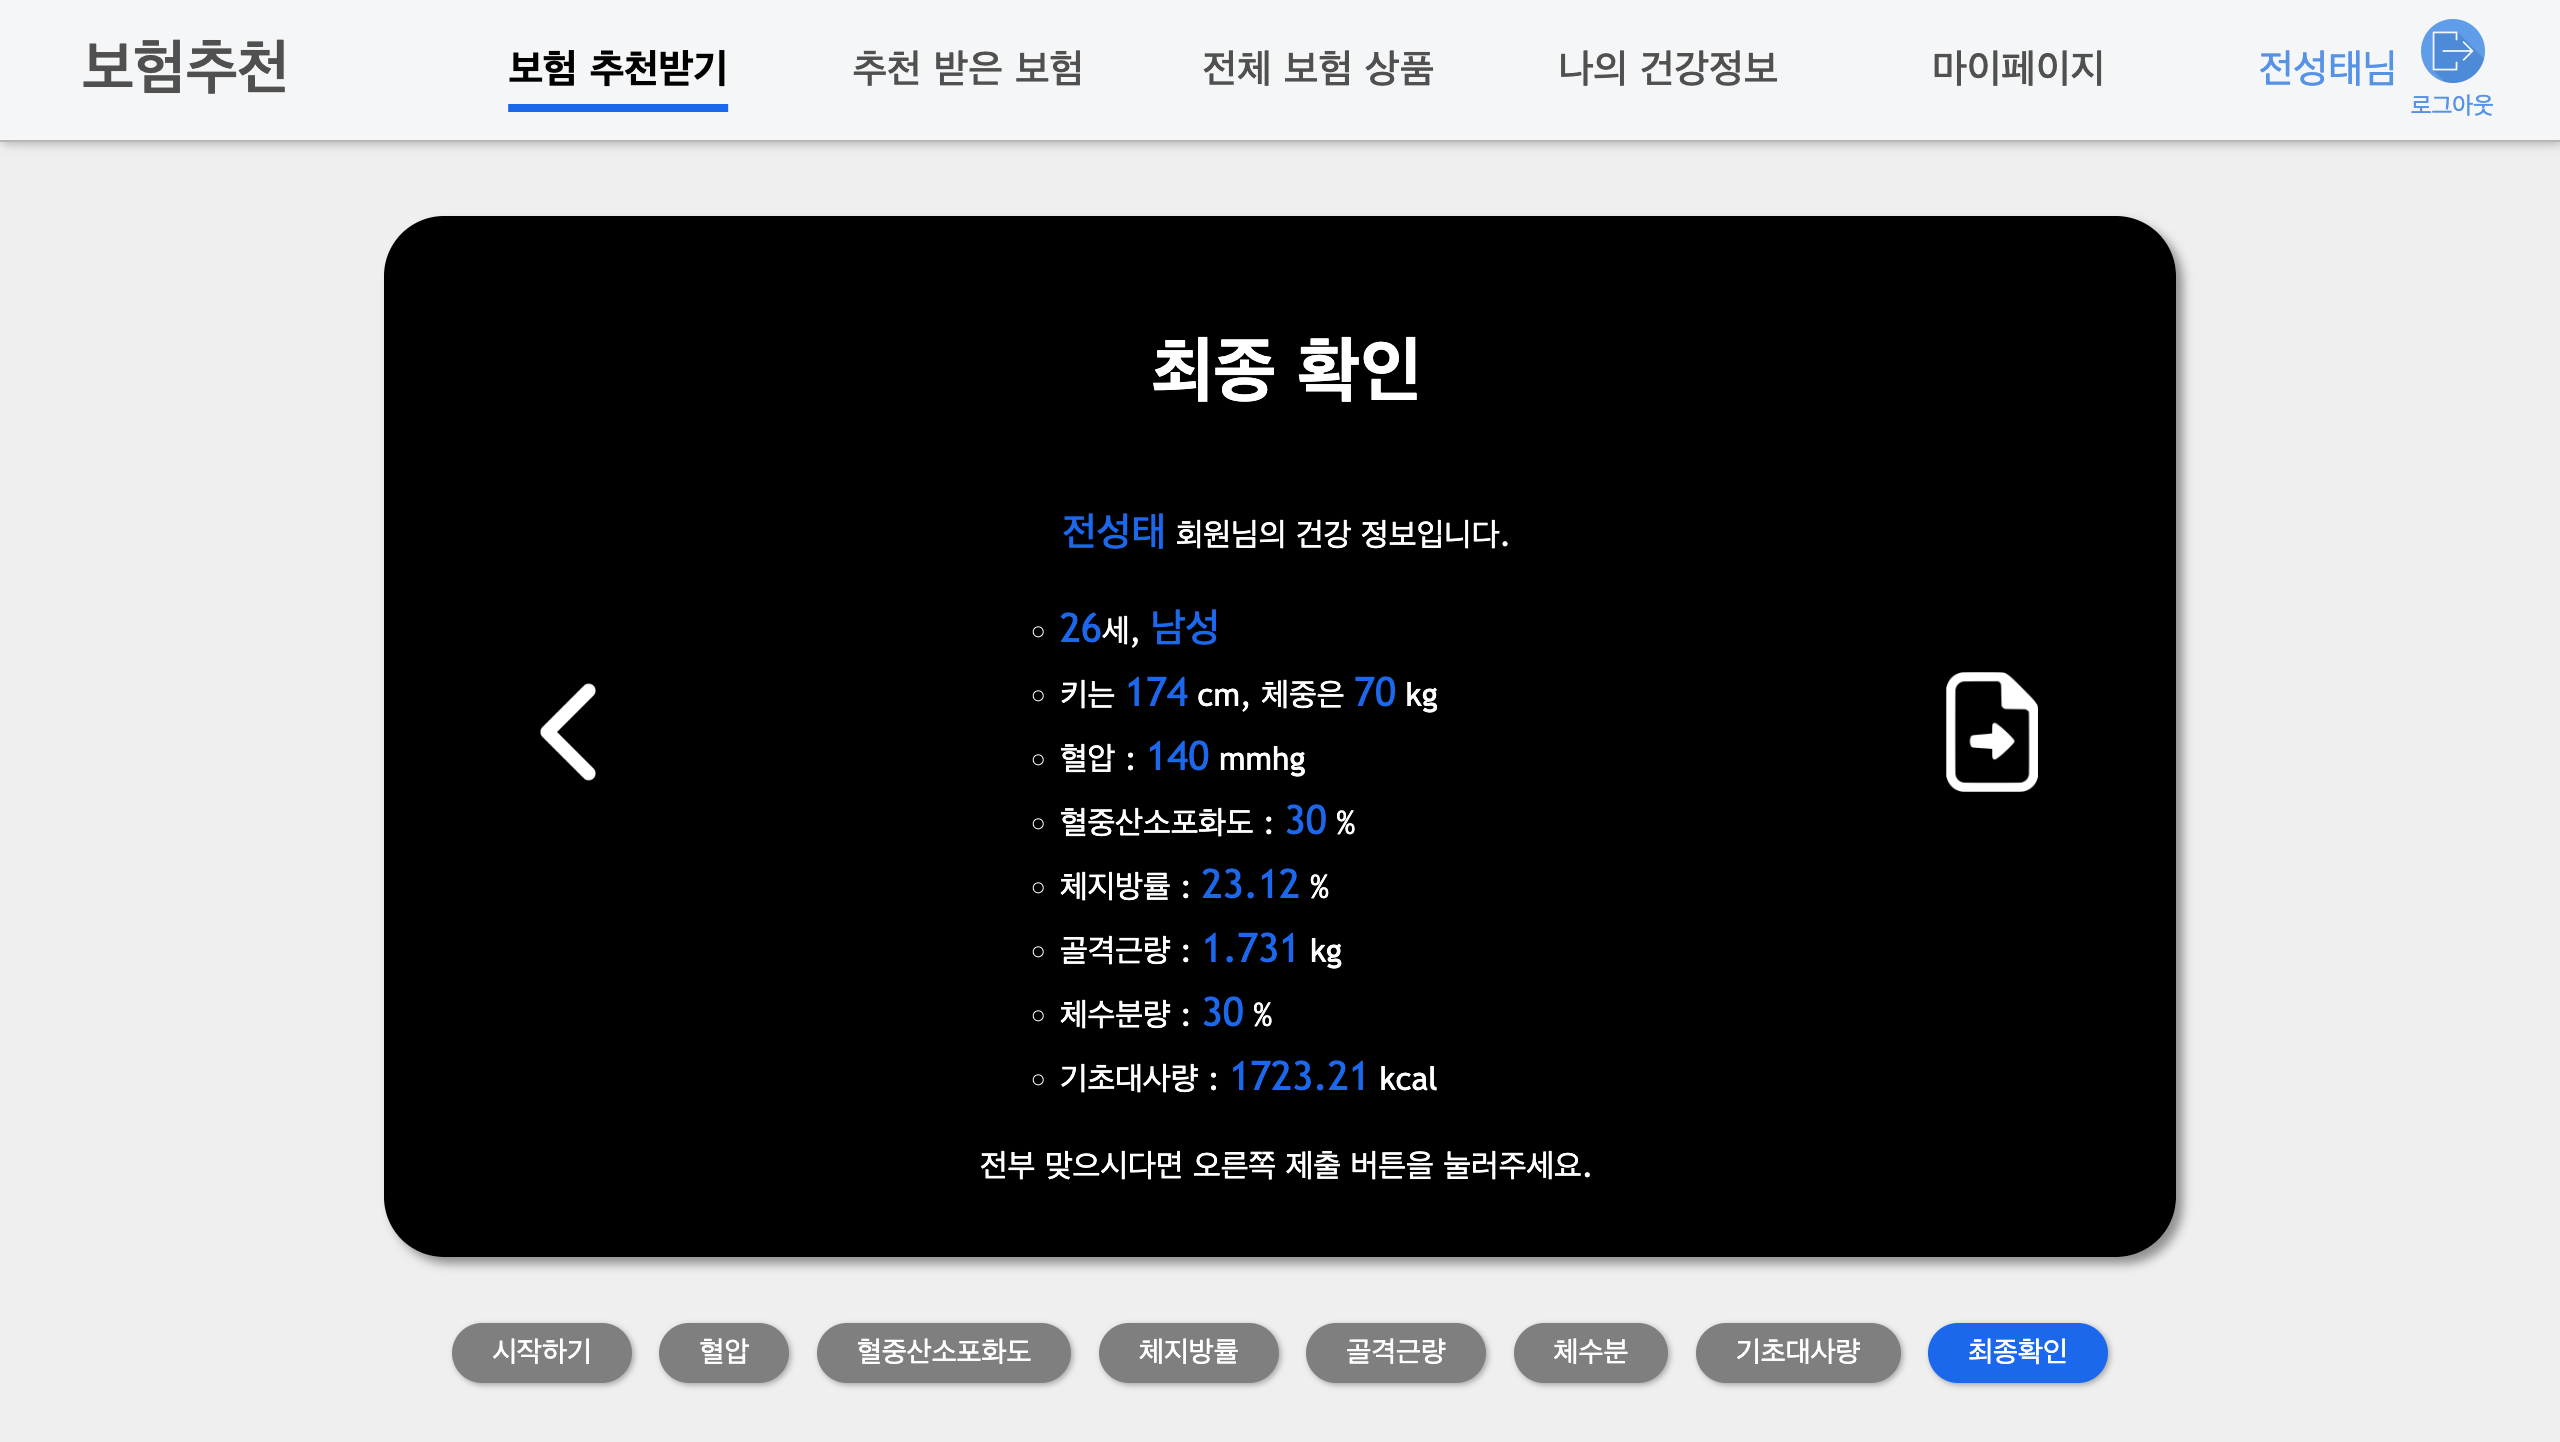 보험추천
보험 추천받기
추천 받은 보험
전체 보험 상품
나의 건강정보
마이페이지
전성태님
로그아웃
최종 확인
전성태 회원님의 건강 정보입니다.
26세, 남성
키는 174 cm, 체중은 70 kg
혈압 : 140 mmhg
혈중산소포화도 : 30 %
체지방률 : 23.12 %
골격근량 : 1.731 kg
체수분량 : 30 %
기초대사량 : 1723.21 kcal
전부 맞으시다면 오른쪽 제출 버튼을 눌러주세요.
시작하기
혈압
혈중산소포화도
체지방률
골격근량
체수분
기초대사량
최종확인